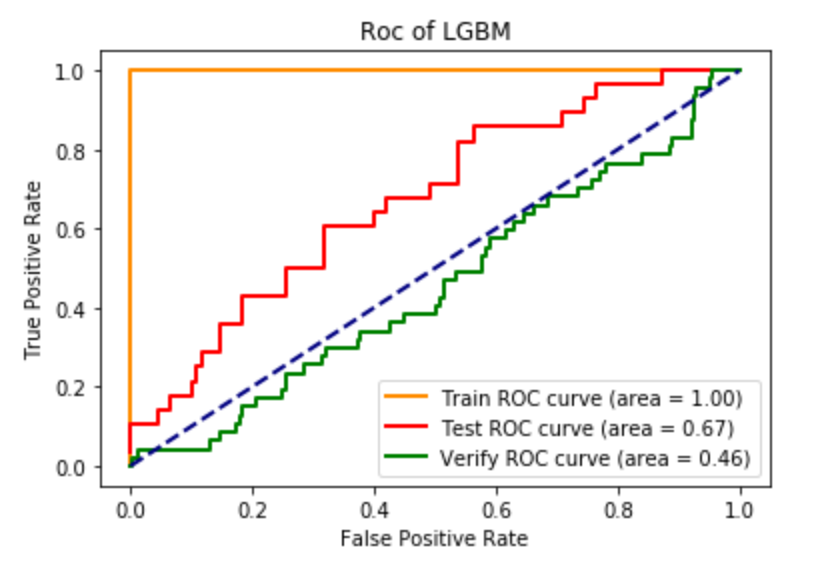 Roc of LGBM
True Positive Rate
1.0
0.8
0.6
0.4
0.2
0.0
Train ROC curve (area = 1.00)
Test ROC curve (area = 0.67)
Verify ROC curve (area = 0.46)
0.0 0.2 0.4 0.6 0.8 1.0
False Positive Rate